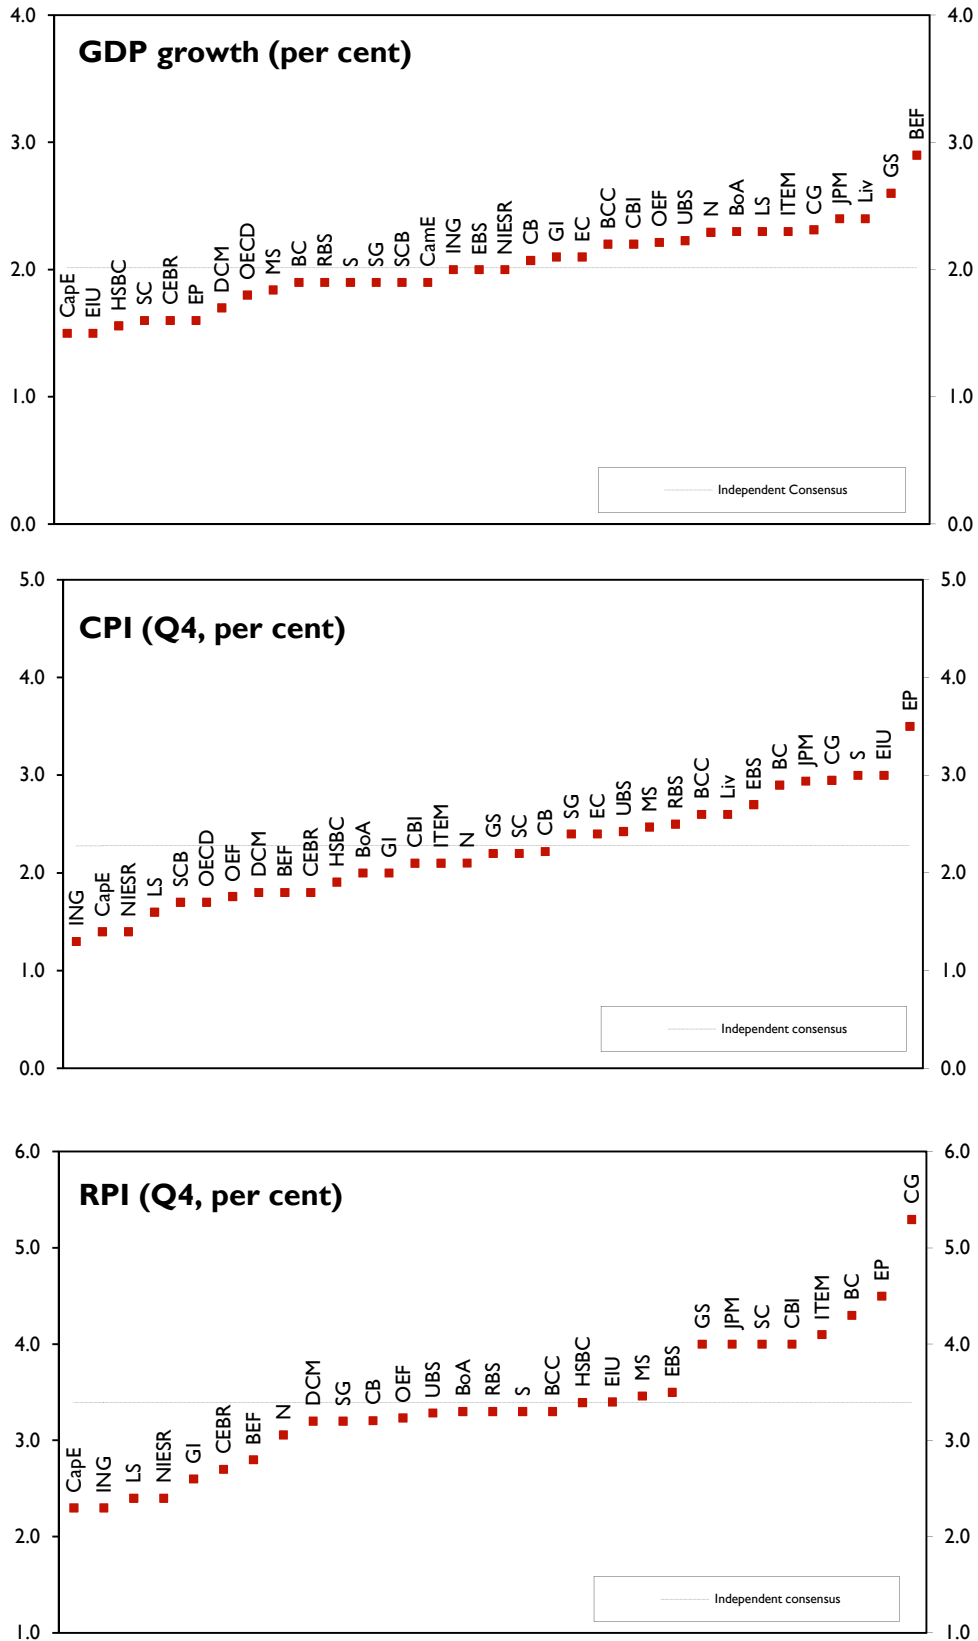 GDP growth (per cent)
4.0 4.0
3.0 3.0
2.0 2.0
1.0 1.0
0.0 0.0
CapE EIU HSBC SC CEBR EP DCM OECD MS BC RBS S SG SCB CamE ING EBS NIESR CB GI EC BCC CBI OEF UBS N BoA LS ITEM CG JPM Liv GS BEF
Independent Consensus
CPI (Q4, per cent)
5.0 5.0
4.0 4.0
3.0 3.0
2.0 2.0
1.0 1.0
0.0 0.0
ING CapE NIESR LS SCB OECD OEF DCM BEF CEBR HSBC BoA GI CBI ITEM N GS SC CB SG EC UBS MS RBS BCC Liv EBS BC JPM CG S EIU EP
Independent consensus
RPI (Q4, per cent)
6.0 6.0
5.0 5.0
4.0 4.0
3.0 3.0
2.0 2.0
1.0 1.0
CapE ING LS NIESR GI CEBR BEF N DCM SG CB OEF UBS BoA RBS S BCC HSBC EIU MS EBS GS JPM SC CBI ITEM BC EP CG
Independent consensus